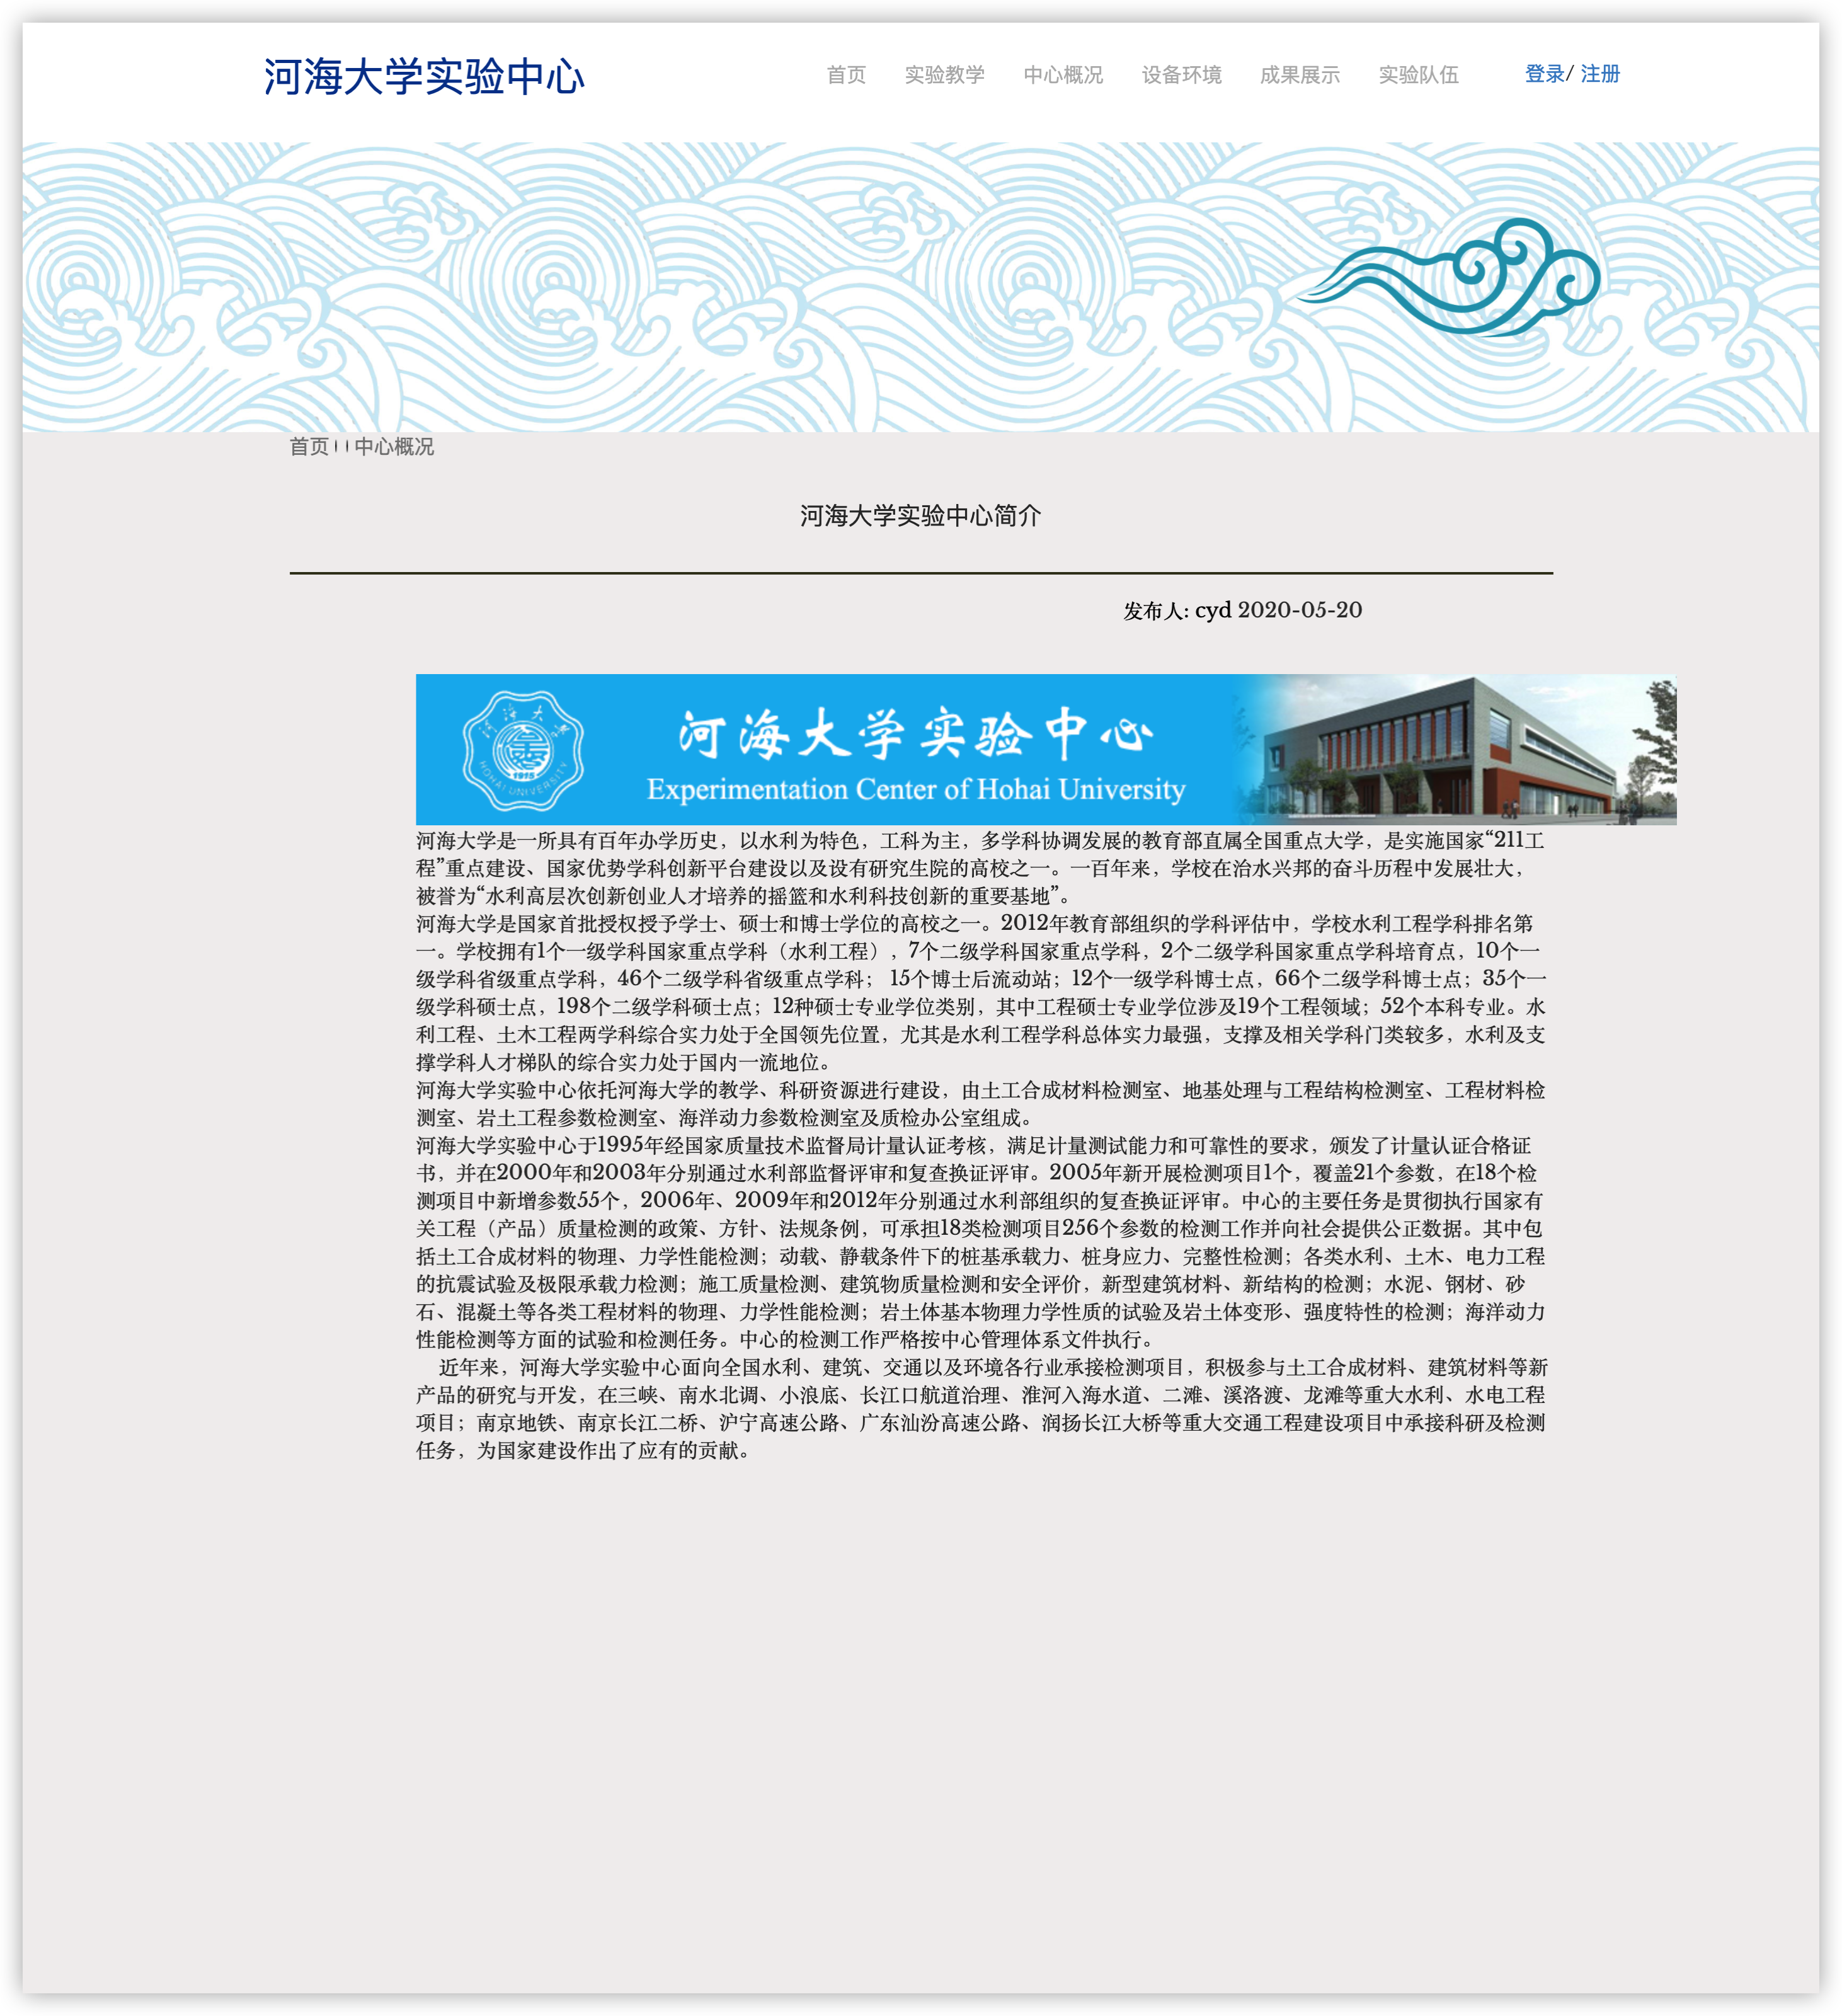 河海大学实验中心
首页 实验教学 中心概况 设备环境 成果展示 实验队伍 登录/ 注册
首页 | | 中心概况
河海大学实验中心简介
发布人: cyd 2020-05-20
河海大学
1915
HOHAI UNIVERSITY
河海大学实验中心
Experimentation Center of Hohai University
河海大学是一所具有百年办学历史，以水利为特色，工科为主，多学科协调发展的教育部直属全国重点大学，是实施国家“211工
程”重点建设、国家优势学科创新平台建设以及设有研究生院的高校之一。一百年来，学校在治水兴邦的奋斗历程中发展壮大，
被誉为“水利高层次创新创业人才培养的摇篮和水利科技创新的重要基地”。
河海大学是国家首批授权授予学士、硕士和博士学位的高校之一。2012年教育部组织的学科评估中，学校水利工程学科排名第
一。学校拥有1个一级学科国家重点学科（水利工程），7个二级学科国家重点学科，2个二级学科国家重点学科培育点，10个一
级学科省级重点学科，46个二级学科省级重点学科； 15个博士后流动站；12个一级学科博士点，66个二级学科博士点；35个一
级学科硕士点，198个二级学科硕士点；12种硕士专业学位类别，其中工程硕士专业学位涉及19个工程领域；52个本科专业。水
利工程、土木工程两学科综合实力处于全国领先位置，尤其是水利工程学科总体实力最强，支撑及相关学科门类较多，水利及支
撑学科人才梯队的综合实力处于国内一流地位。
河海大学实验中心依托河海大学的教学、科研资源进行建设，由土工合成材料检测室、地基处理与工程结构检测室、工程材料检
测室、岩土工程参数检测室、海洋动力参数检测室及质检办公室组成。
河海大学实验中心于1995年经国家质量技术监督局计量认证考核，满足计量测试能力和可靠性的要求，颁发了计量认证合格证
书，并在2000年和2003年分别通过水利部监督评审和复查换证评审。2005年新开展检测项目1个，覆盖21个参数，在18个检
测项目中新增参数55个，2006年、2009年和2012年分别通过水利部组织的复查换证评审。中心的主要任务是贯彻执行国家有
关工程（产品）质量检测的政策、方针、法规条例，可承担18类检测项目256个参数的检测工作并向社会提供公正数据。其中包
括土工合成材料的物理、力学性能检测；动载、静载条件下的桩基承载力、桩身应力、完整性检测；各类水利、土木、电力工程
的抗震试验及极限承载力检测；施工质量检测、建筑物质量检测和安全评价，新型建筑材料、新结构的检测；水泥、钢材、砂
石、混凝土等各类工程材料的物理、力学性能检测；岩土体基本物理力学性质的试验及岩土体变形、强度特性的检测；海洋动力
性能检测等方面的试验和检测任务。中心的检测工作严格按中心管理体系文件执行。
近年来，河海大学实验中心面向全国水利、建筑、交通以及环境各行业承接检测项目，积极参与土工合成材料、建筑材料等新
产品的研究与开发，在三峡、南水北调、小浪底、长江口航道治理、淮河入海水道、二滩、溪洛渡、龙滩等重大水利、水电工程
项目；南京地铁、南京长江二桥、沪宁高速公路、广东汕汾高速公路、润扬长江大桥等重大交通工程建设项目中承接科研及检测
任务，为国家建设作出了应有的贡献。